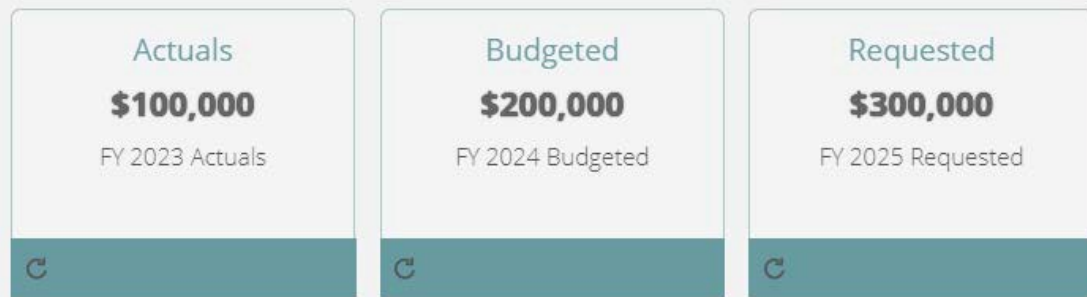 Actuals
$100,000
FY 2023 Actuals
Budgeted
$200,000
FY 2024 Budgeted
Requested
$300,000
FY 2025 Requested